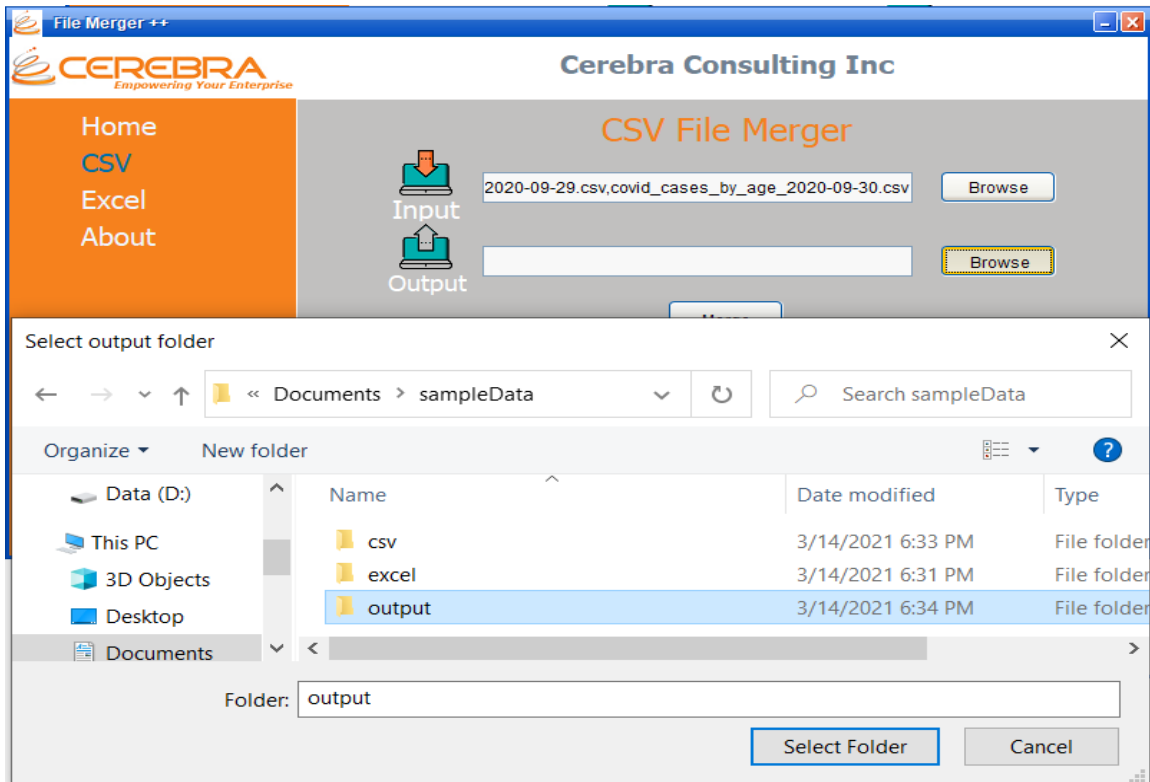 File Merger ++
CEREBRA
Empowering Your Enterprise
Cerebra Consulting Inc
Home
CSV
Excel
About
CSV File Merger
Input
2020-09-29.csv,covid_cases_by_age_2020-09-30.csv
Browse
Output
Browse
Merge
Select output folder
« Documents > sampleData
Search sampleData
Organize
New folder
?
Name
Date modified
Type
Data (D:)
This PC
3D Objects
Desktop
Documents
csv 3/14/2021 6:33 PM File folder
excel 3/14/2021 6:31 PM File folder
output 3/14/2021 6:34 PM File folder
Folder: output
Select Folder
Cancel